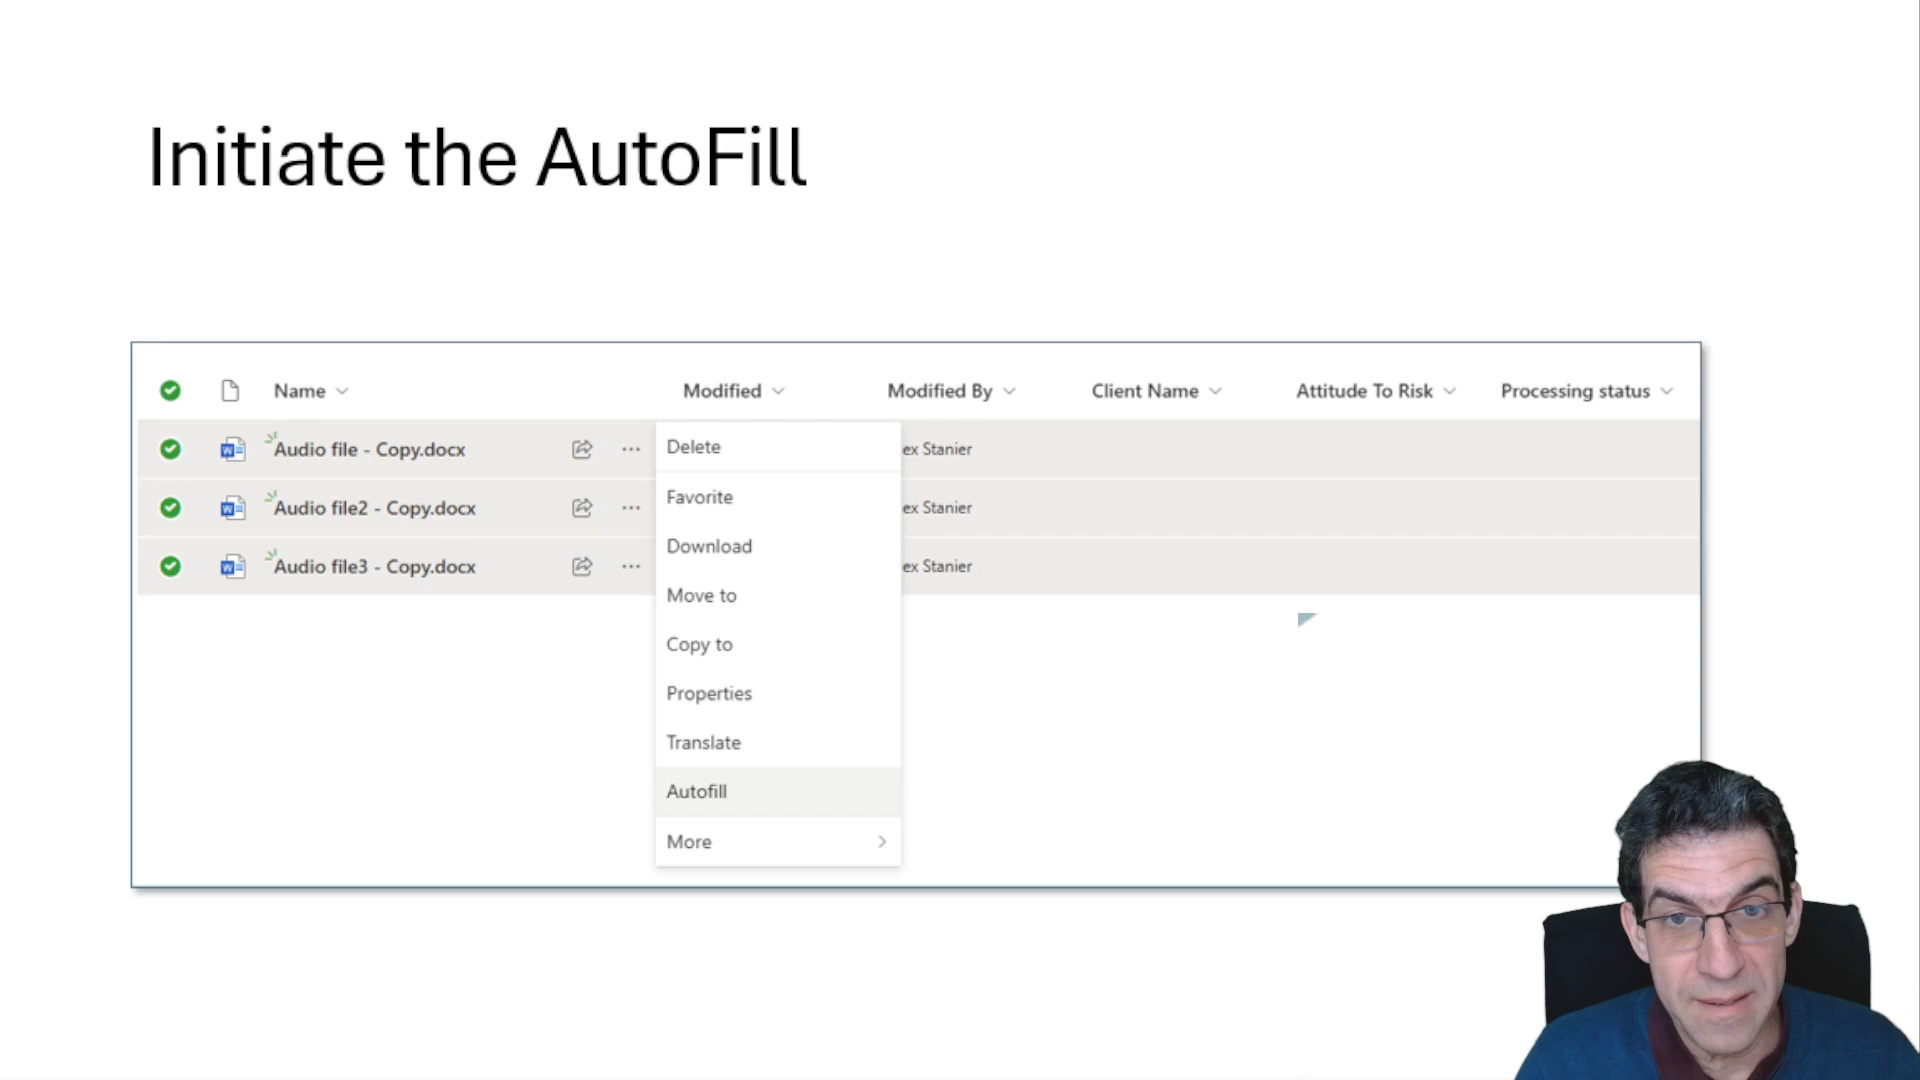 Initiate the AutoFill
Name Modified Modified By Client Name Attitude To Risk Processing status
Audio file - Copy.docx ex Stanier
Audio file2 - Copy.docx ex Stanier
Audio file3 - Copy.docx ex Stanier
Delete
Favorite
Download
Move to
Copy to
Properties
Translate
Autofill
More